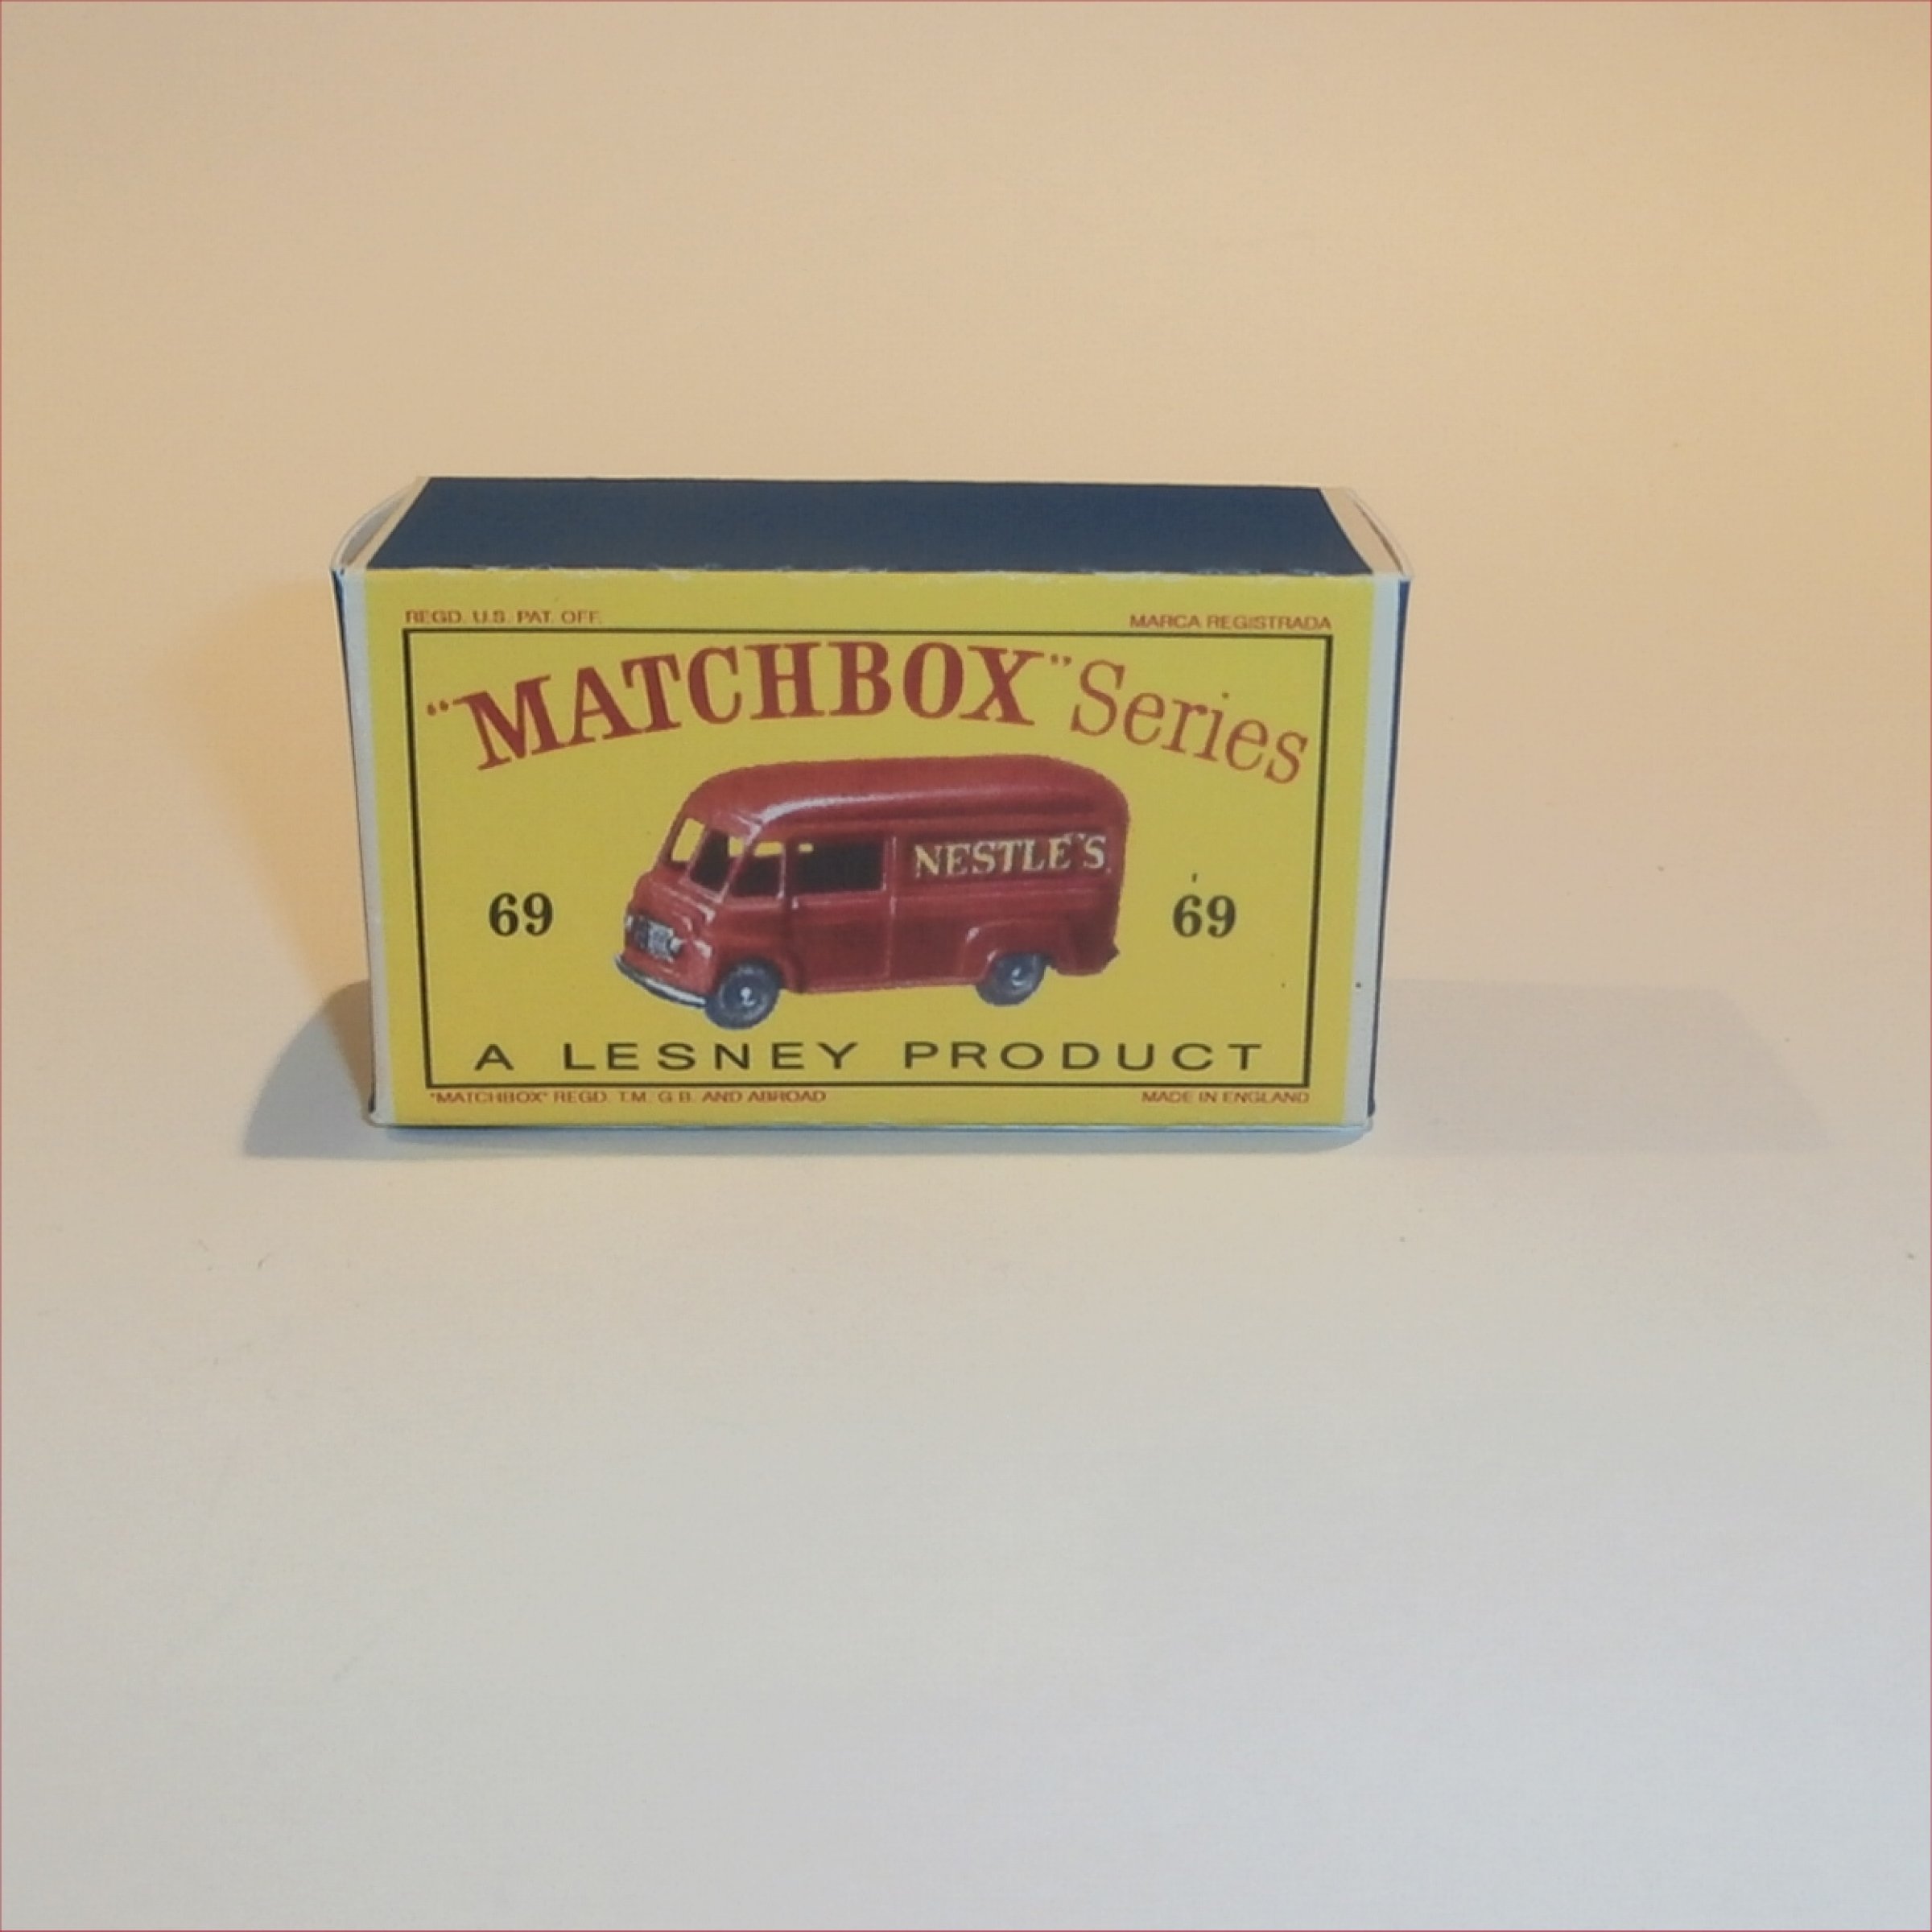 REGD. U.S. PAT. OFF. MARCA REGISTRADA
"MATCHBOX" Series
NESTLE'S
69 69
A LESNEY PRODUCT
"MATCHBOX" REGD. T.M. G.B. AND ABROAD MADE IN ENGLAND